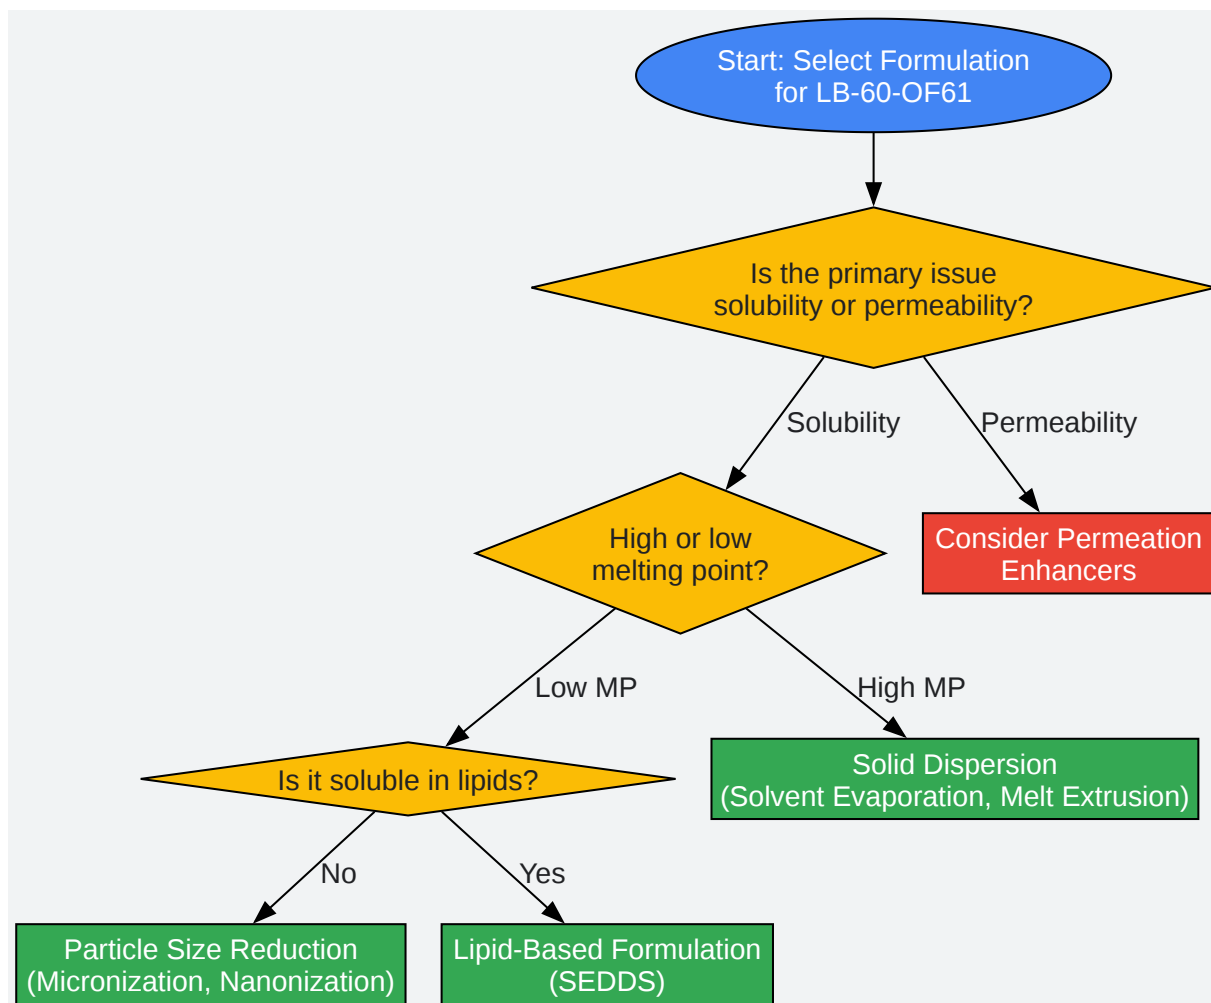 Start: Select Formulation
for LB-60-OF61
Is the primary issue
solubility or permeability?
Solubility
Permeability
High or low
melting point?
Consider Permeation
Enhancers
Low MP
High MP
Is it soluble in lipids?
Solid Dispersion
(Solvent Evaporation, Melt Extrusion)
No
Yes
Particle Size Reduction
(Micronization, Nanonization)
Lipid-Based Formulation
(SEDDS)